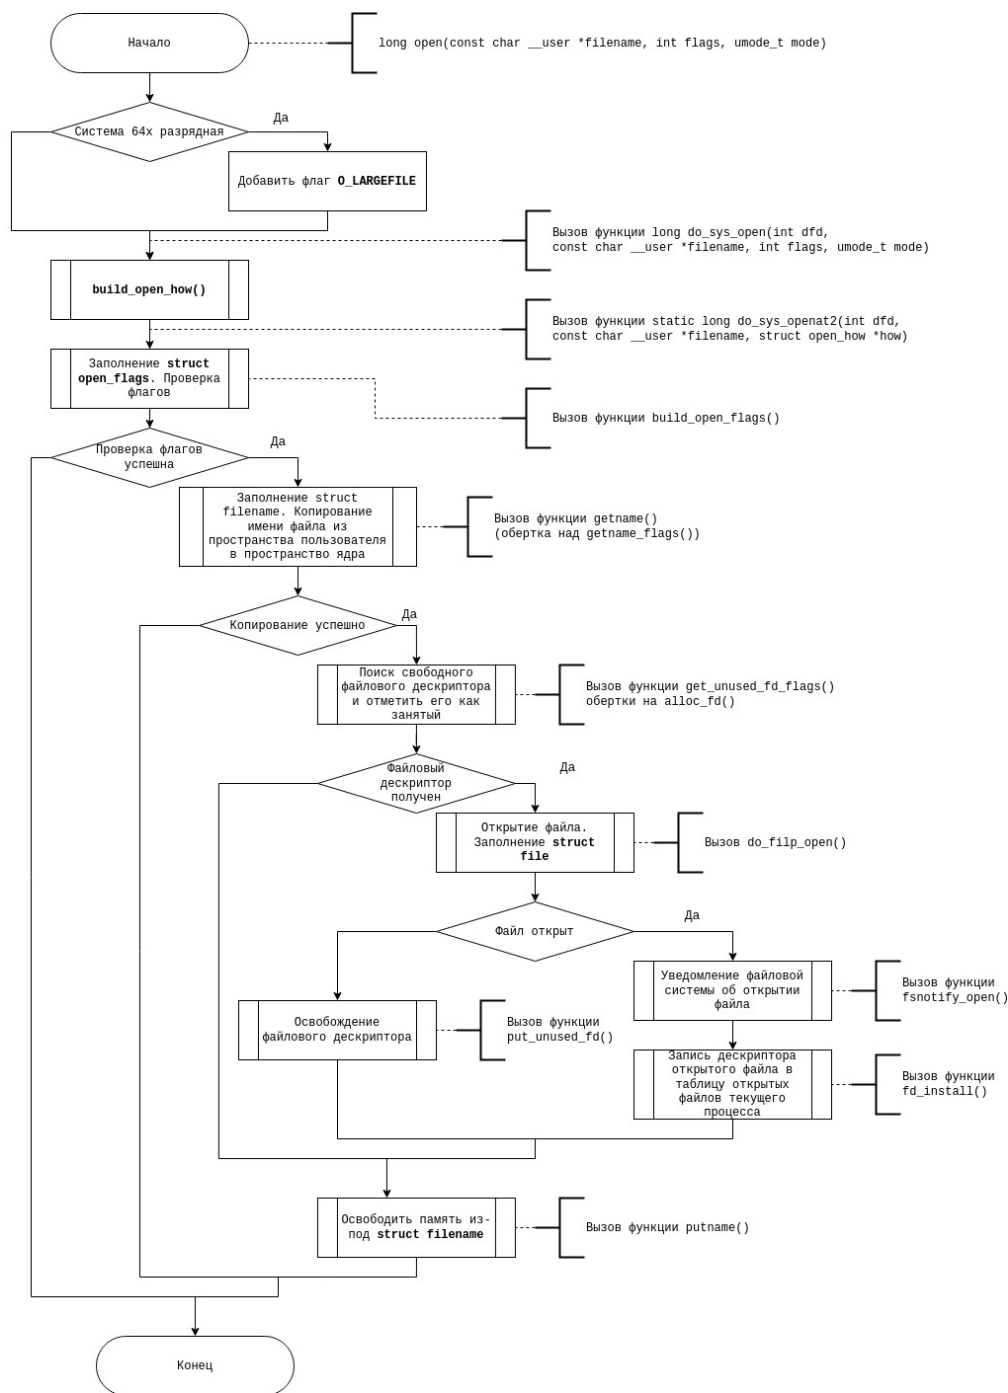 Начало
long open(const char __user *filename, int flags, umode_t mode)
Система 64х разрядная
Да
Добавить флаг O_LARGEFILE
Вызов функции long do_sys_open(int dfd,
const char __user *filename, int flags, umode_t mode)
build_open_how()
Вызов функции static long do_sys_openat2(int dfd,
const char __user *filename, struct open_how *how)
Заполнение struct
open_flags. Проверка
флагов
Вызов функции build_open_flags()
Проверка флагов
успешна
Да
Заполнение struct
filename. Копирование
имени файла из
пространства пользователя
в пространство ядра
Вызов функции getname()
(обертка над getname_flags())
Копирование успешно
Да
Поиск свободного
файлового дескриптора
и отметить его как
занятый
Вызов функции get_unused_fd_flags()
обертки на alloc_fd()
Файловый
дескриптор
получен
Да
Открытие файла.
Заполнение struct
file
Вызов do_filp_open()
Файл открыт
Да
Уведомление файловой
системы об открытии
файла
Вызов функции
fsnotify_open()
Освобождение
файлового дескриптора
Вызов функции
put_unused_fd()
Запись дескриптора
открытого файла в
таблицу открытых
файлов текущего
процесса
Вызов функции
fd_install()
Освободить память из-
под struct filename
Вызов функции putname()
Конец